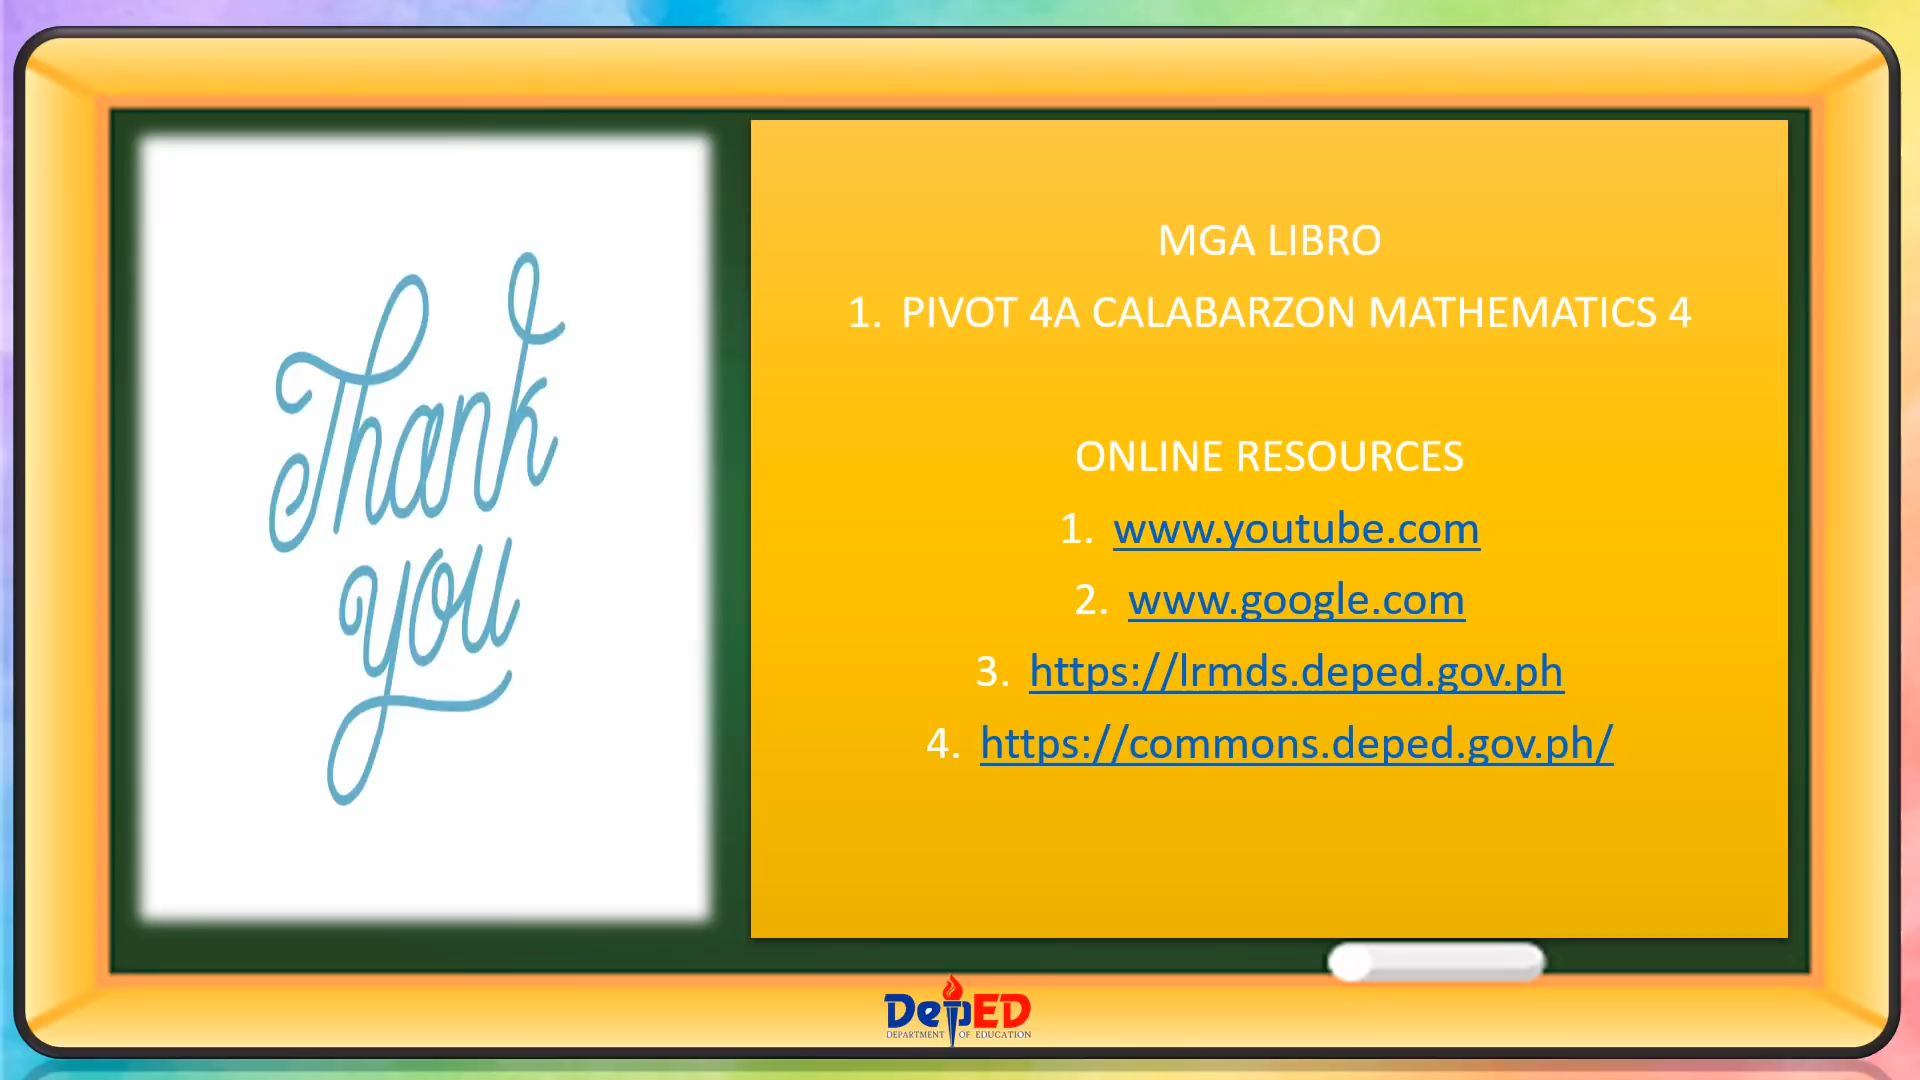 Thank
you
MGA LIBRO
1. PIVOT 4A CALABARZON MATHEMATICS 4
ONLINE RESOURCES
1. www.youtube.com
2. www.google.com
3. https://lrmds.deped.gov.ph
4. https://commons.deped.gov.ph/
DepED
DEPARTMENT OF EDUCATION